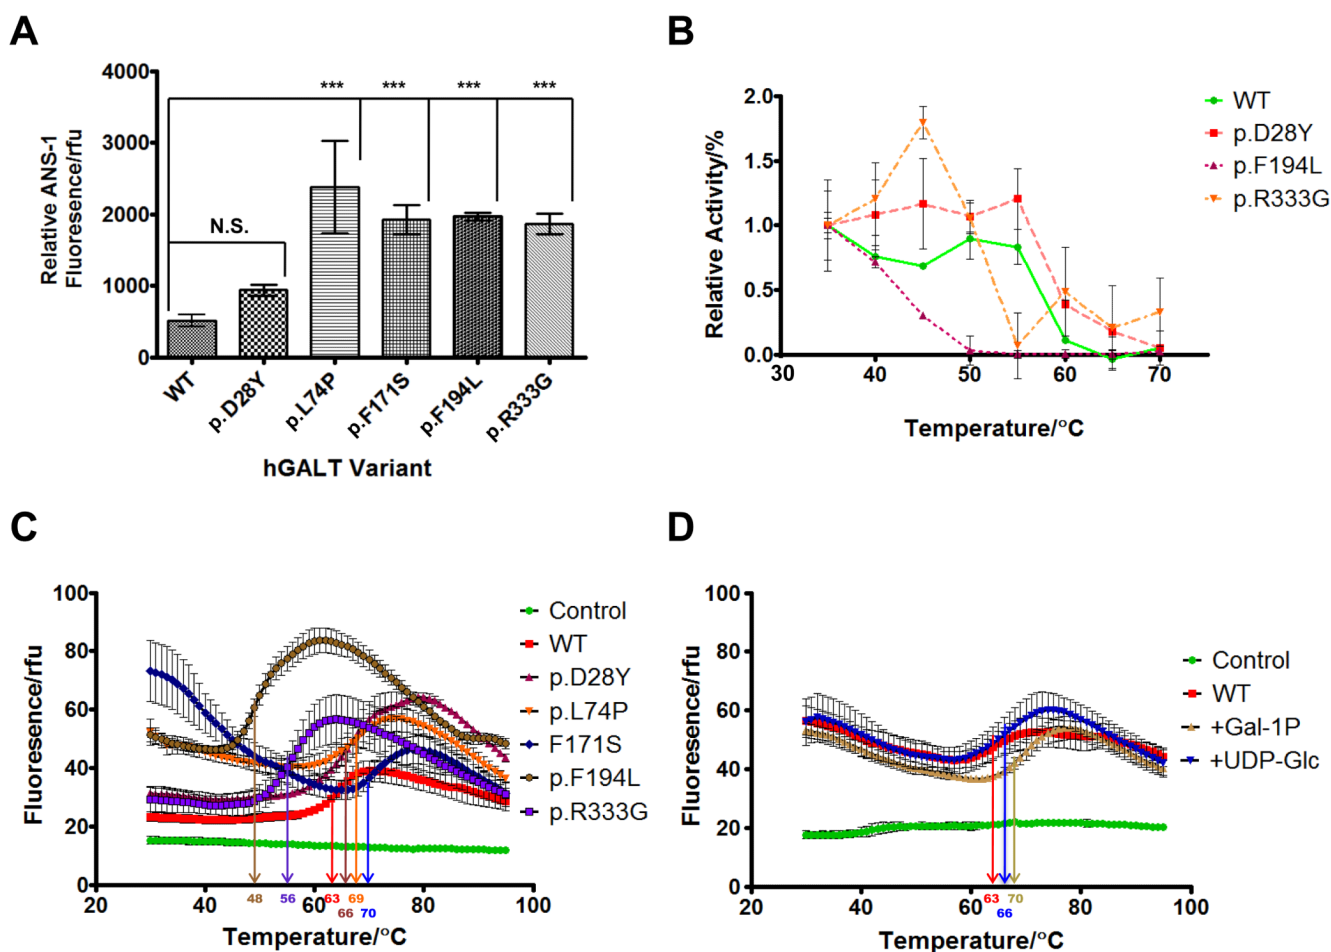 A
4000
3000
2000
1000
0
Relative ANS-1
Fluoresence/rfu
N.S.
***
***
***
***
WT
p.D28Y
p.L74P
p.F171S
p.F194L
p.R333G
hGALT Variant
B
2.0
1.5
1.0
0.5
0.0
Relative Activity/%
30
40
50
60
70
Temperature/°C
WT
p.D28Y
p.F194L
p.R333G
C
100
80
60
40
20
0
Fluoresence/rfu
20
40
60
80
100
48
56
63
66
69
70
Temperature/°C
Control
WT
p.D28Y
p.L74P
F171S
p.F194L
p.R333G
D
100
80
60
40
20
0
Fluoresence/rfu
20
40
60
80
100
63
66
70
Temperature/°C
Control
WT
+Gal-1P
+UDP-Glc